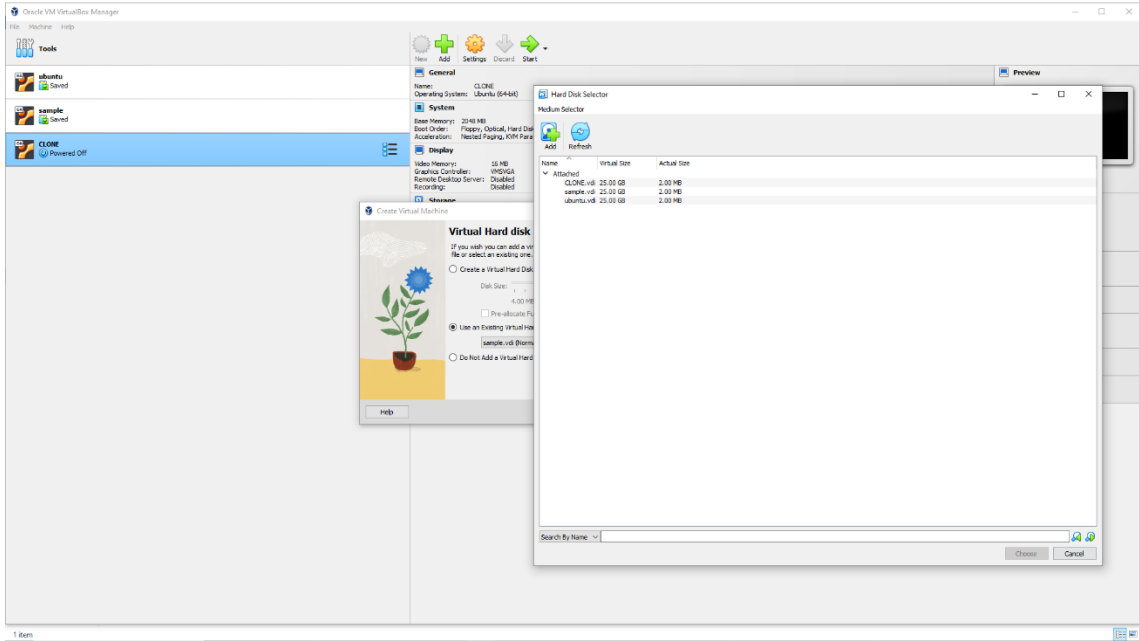 Oracle VM VirtualBox Manager
File Machine Help
Tools
New Add Settings Discard Start
ubuntu
Saved
sample
Saved
CLONE
Powered Off
General
Name: CLONE
Operating System: Ubuntu (64-bit)
System
Base Memory: 2048 MB
Boot Order: Floppy, Optical, Hard Dis
Acceleration: Nested Paging, KVM Para
Display
Video Memory: 16 MB
Graphics Controller: VMSVGA
Remote Desktop Server: Disabled
Recording: Disabled
Storage
Preview
Create Virtual Machine
Virtual Hard disk
If you wish you can add a vir
file or select an existing one.
Create a Virtual Hard Disk
Disk Size:
4.00 MB
Pre-allocate Fu
Use an Existing Virtual Ha
sample.vdi (Norma
Do Not Add a Virtual Hard
Help
Hard Disk Selector
Medium Selector
Add Refresh
Name Virtual Size Actual Size
Attached
CLONE.vdi 25.00 GB 2.00 MB
sample.vdi 25.00 GB 2.00 MB
ubuntu.vdi 25.00 GB 2.00 MB
Search By Name
Choose Cancel
1 item